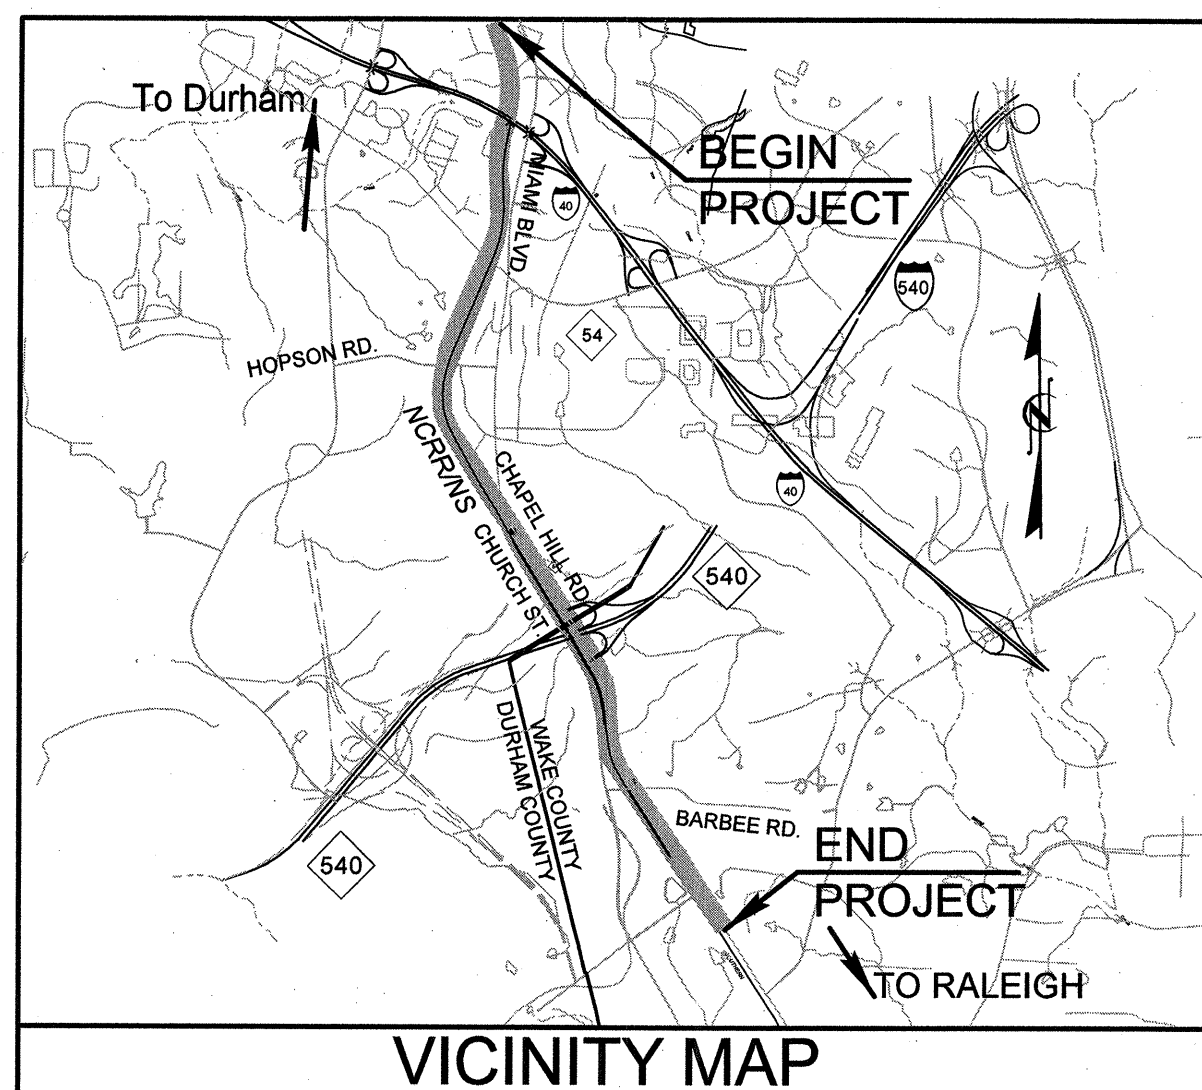 To Durham
BEGIN
PROJECT
MIAMI BLVD
40
540
54
HOPSON RD.
N
NCRR/NS
CHAPEL HILL RD
40
CHURCH ST.
540
WAKE COUNTY
DURHAM COUNTY
BARBEE RD.
540
END
PROJECT
TO RALEIGH
VICINITY MAP